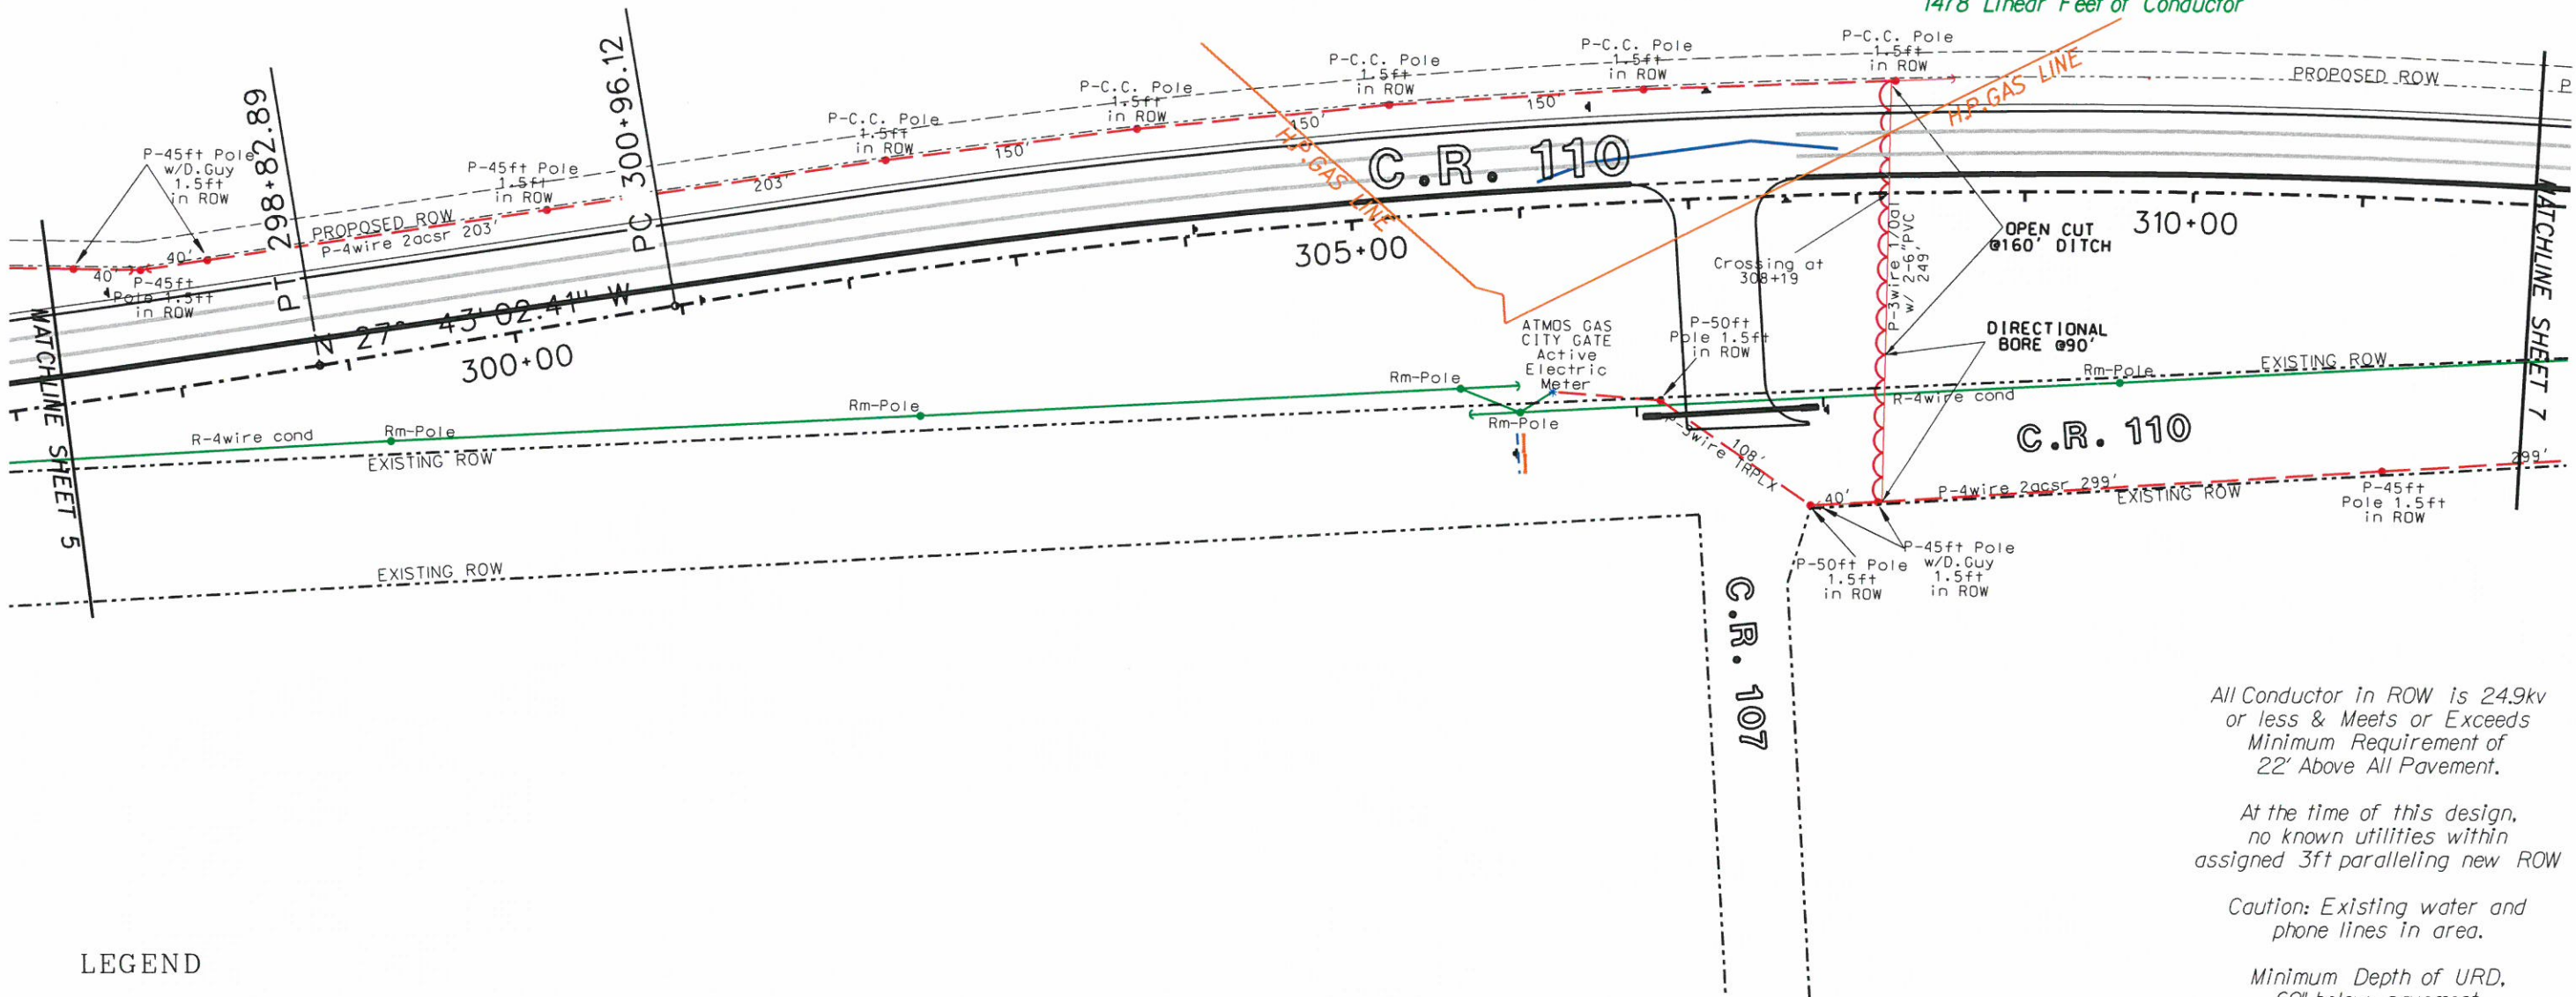 1478 Linear Feet of Conductor
P-C.C. Pole
1.5ft
in ROW
P-C.C. Pole
1.5ft
in ROW
P-C.C. Pole
1.5ft
in ROW
P-C.C. Pole
1.5ft
in ROW
P-C.C. Pole
1.5ft
in ROW
PROPOSED ROW
P
H.P.GAS LINE
H.P.GAS LINE
150'
150'
150'
203'
C.R. 110
PT 298+82.89
PC 300+96.12
P-45ft Pole
w/D.Guy
1.5ft
in ROW
P-45ft Pole
1.5ft
in ROW
PROPOSED ROW
P-4wire 2acsr 203'
40'
40'
P-45ft
Pole 1.5ft
in ROW
N 27° 43' 02.41" W
300+00
305+00
310+00
MATCHLINE SHEET 5
MATCHLINE SHEET 7
Crossing at
308+19
P-3wire 1/0a
w/ 2-6"PVC
249'
OPEN CUT
@160' DITCH
DIRECTIONAL
BORE @90'
ATMOS GAS
CITY GATE
Active
Electric
Meter
P-50ft
Pole 1.5ft
in ROW
Rm-Pole
Rm-Pole
Rm-Pole
Rm-Pole
Rm-Pole
R-4wire cond
EXISTING ROW
R-4wire cond
EXISTING ROW
C.R. 110
P-3wire TRPLX
108'
40'
P-4wire 2acsr 299'
EXISTING ROW
299'
P-45ft
Pole 1.5ft
in ROW
P-50ft Pole
1.5ft
in ROW
P-45ft Pole
w/D.Guy
1.5ft
in ROW
EXISTING ROW
C.R. 107
All Conductor in ROW is 24.9kv
or less & Meets or Exceeds
Minimum Requirement of
22' Above All Pavement.
At the time of this design,
no known utilities within
assigned 3ft paralleling new ROW
Caution: Existing water and
phone lines in area.
Minimum Depth of URD,
60" below pavement
LEGEND